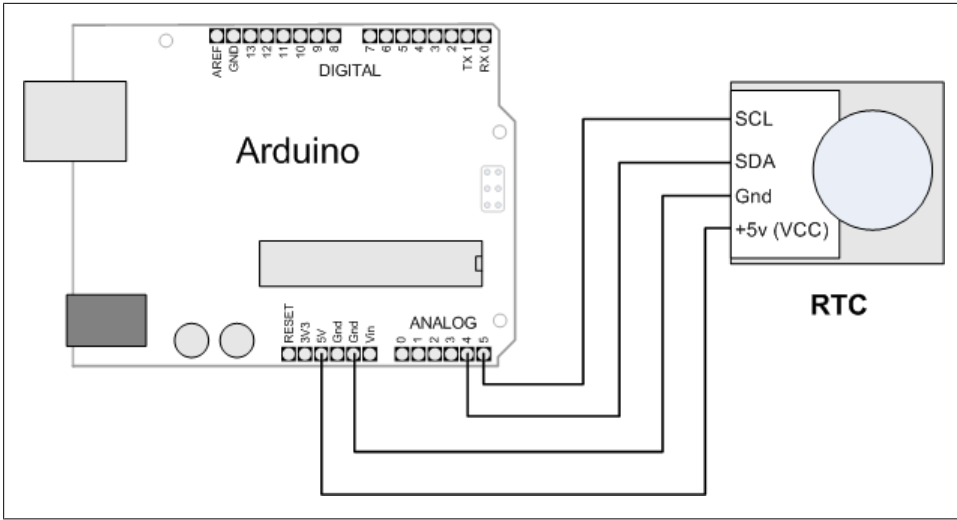 AREF GND 13 12 11 10 9 8 7 6 5 4 3 2 TX 1 RX 0
DIGITAL
Arduino
SCL
SDA
Gnd
+5v (VCC)
RTC
ANALOG
RESET 3V3 5V Gnd Gnd Vin 0 1 2 3 4 5